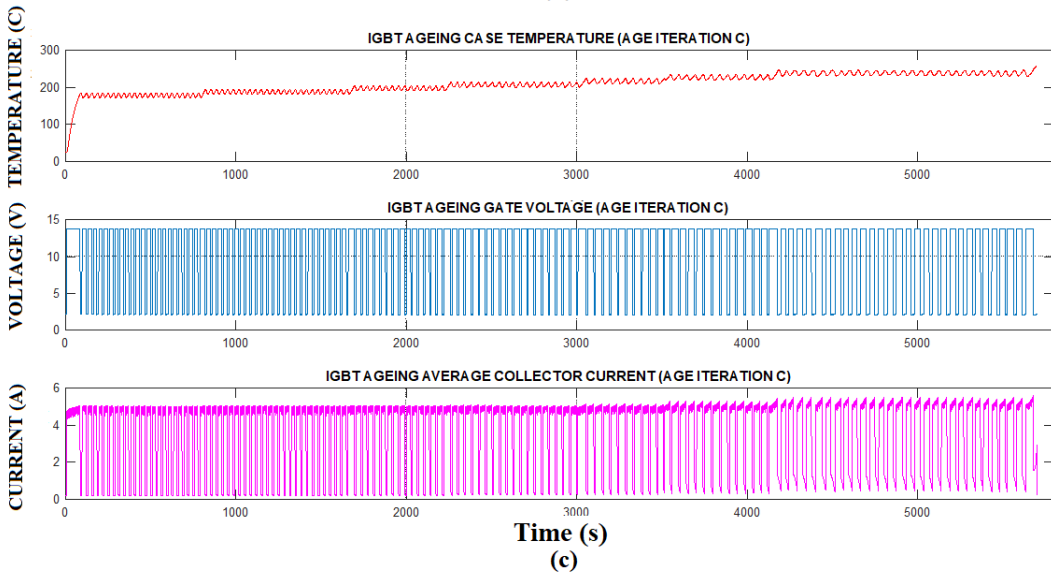 IGBT AGEING CASE TEMPERATURE (AGE ITERATION C)
TEMPERATURE (C)
300
200
100
0
0 1000 2000 3000 4000 5000
IGBT AGEING GATE VOLTAGE (AGE ITERATION C)
VOLTAGE (V)
15
10
5
0
0 1000 2000 3000 4000 5000
IGBT AGEING AVERAGE COLLECTOR CURRENT (AGE ITERATION C)
CURRENT (A)
6
4
2
0
0 1000 2000 3000 4000 5000
Time (s)
(c)